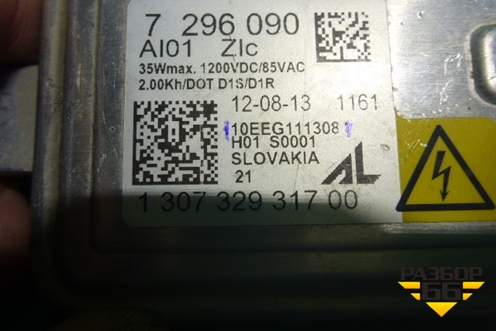 7 296 090
AI01 ZIc
35Wmax. 1200VDC/85VAC
2.00Kh/DOT D1S/D1R
12-08-13 1161
10EEG111308
H01 S0001
SLOVAKIA
21
AL
1 307 329 317 00
РАЗБОР
66